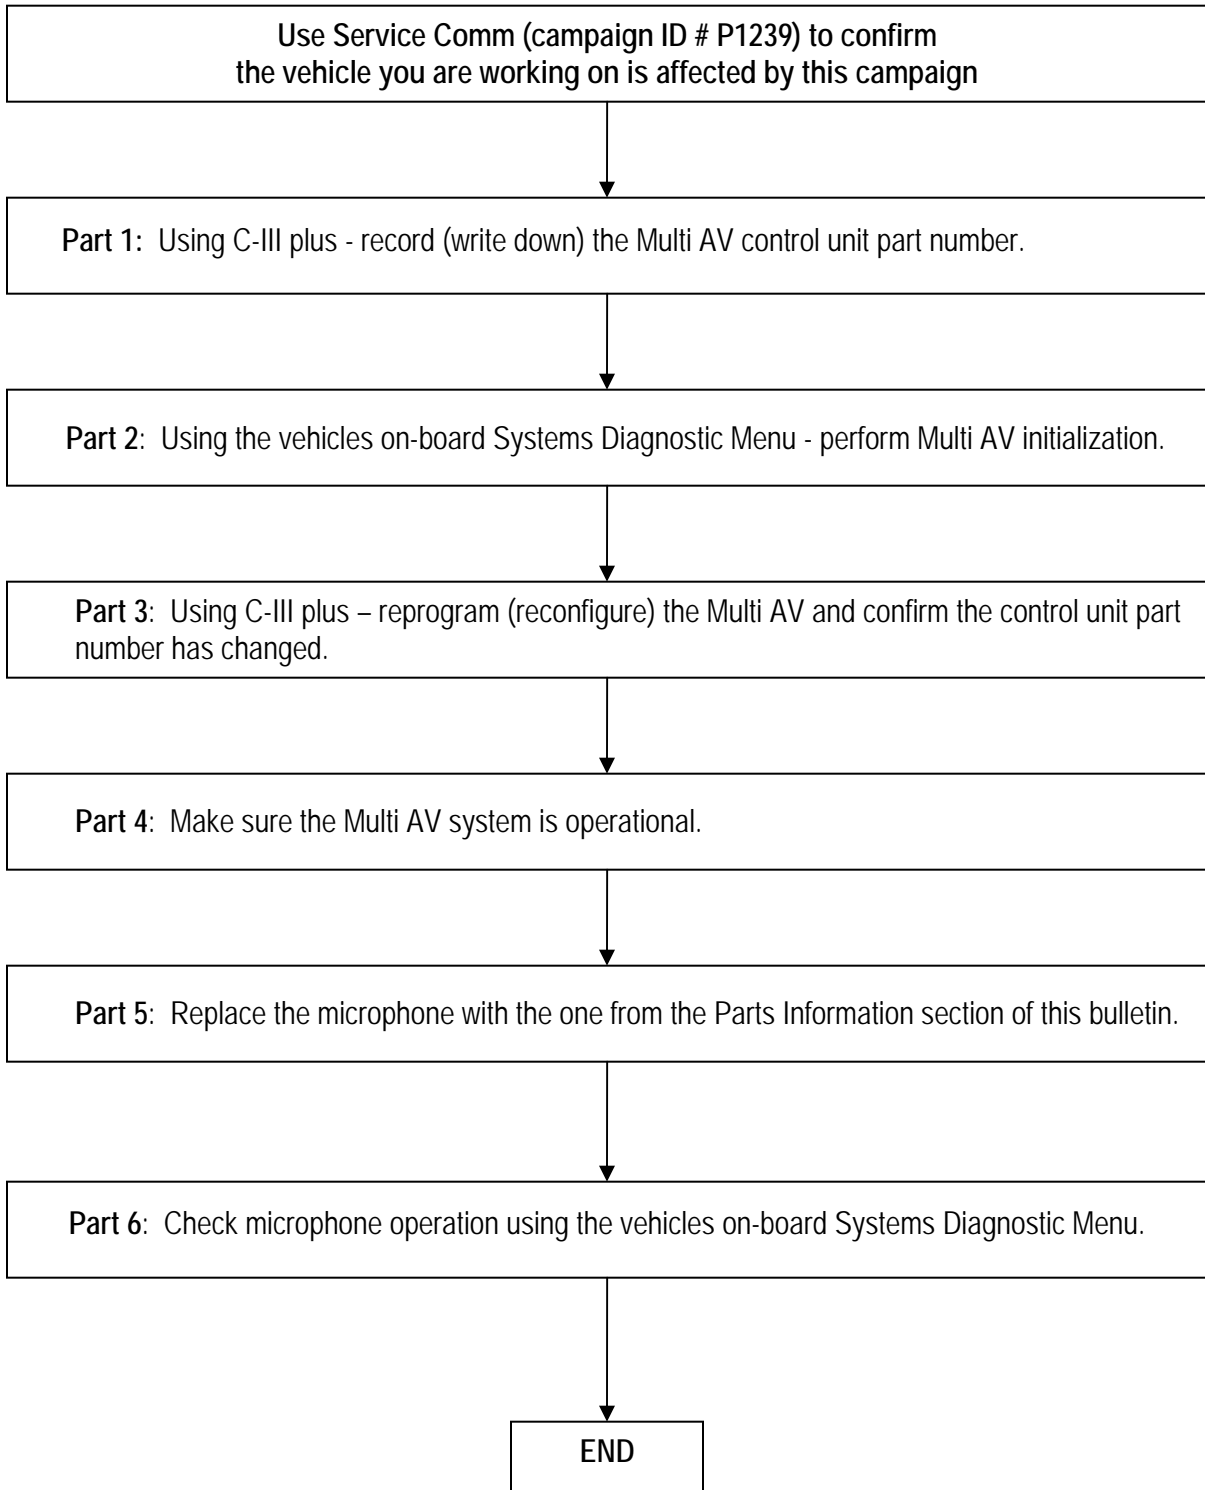 Use Service Comm (campaign ID # P1239) to confirm
the vehicle you are working on is affected by this campaign
Part 1: Using C-III plus - record (write down) the Multi AV control unit part number.
Part 2: Using the vehicles on-board Systems Diagnostic Menu - perform Multi AV initialization.
Part 3: Using C-III plus – reprogram (reconfigure) the Multi AV and confirm the control unit part
number has changed.
Part 4: Make sure the Multi AV system is operational.
Part 5: Replace the microphone with the one from the Parts Information section of this bulletin.
Part 6: Check microphone operation using the vehicles on-board Systems Diagnostic Menu.
END